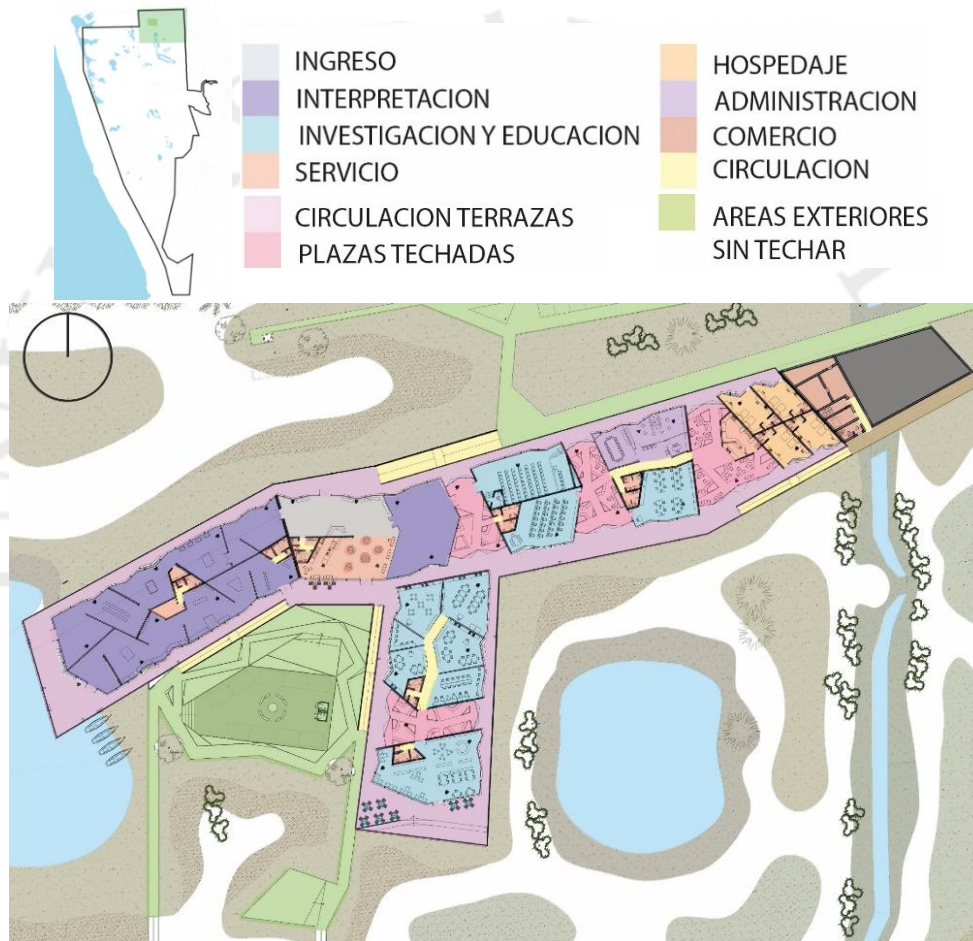 INGRESO
INTERPRETACION
INVESTIGACION Y EDUCACION
SERVICIO
CIRCULACION TERRAZAS
PLAZAS TECHADAS
HOSPEDAJE
ADMINISTRACION
COMERCIO
CIRCULACION
AREAS EXTERIORES
SIN TECHAR